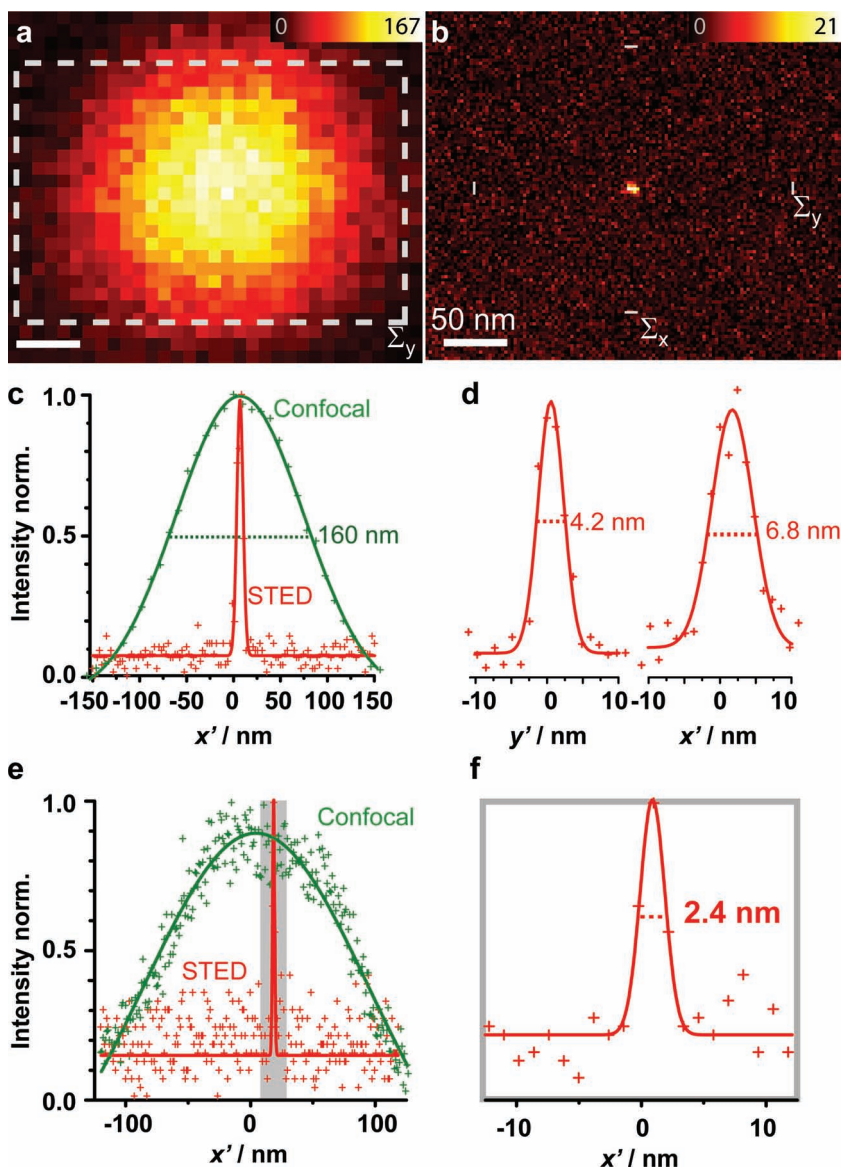 a
0 167
Σy
b
0 21
Σy
Σx
50 nm
c
Intensity norm.
1.0
0.5
0.0
Confocal
160 nm
STED
-150 -100 -50 0 50 100 150
x' / nm
d
4.2 nm
6.8 nm
-10 0 10
y' / nm
-10 0 10
x' / nm
e
Intensity norm.
1.0
0.5
0.0
Confocal
STED
-100 -50 0 50 100
x' / nm
f
2.4 nm
-10 0 10
x' / nm